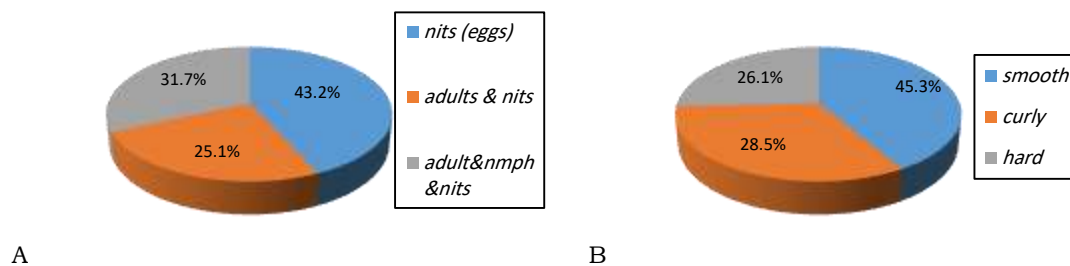 nits (eggs)
31.7%
43.2%
adults & nits
25.1%
adult&nmph
&nits
A
26.1%
45.3%
28.5%
smooth
curly
hard
B